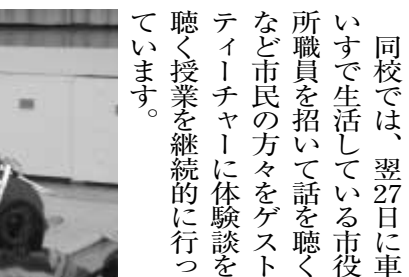 同校では、翌27日に車
いすで生活している市役
所職員を招いて話を聴く
など市民の方々をゲスト
ティーチャーに体験談を
聴く授業を継続的に行っ
ています。